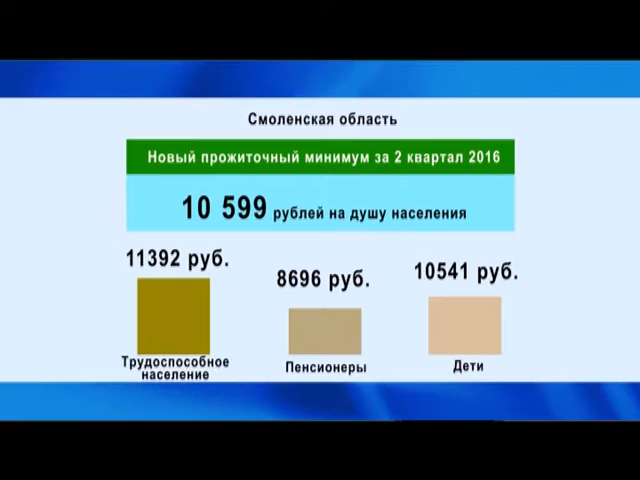 Смоленская область
Новый прожиточный минимум за 2 квартал 2016
10 599 рублей на душу населения
11392 руб.
8696 руб.
10541 руб.
Трудоспособное
население
Пенсионеры
Дети